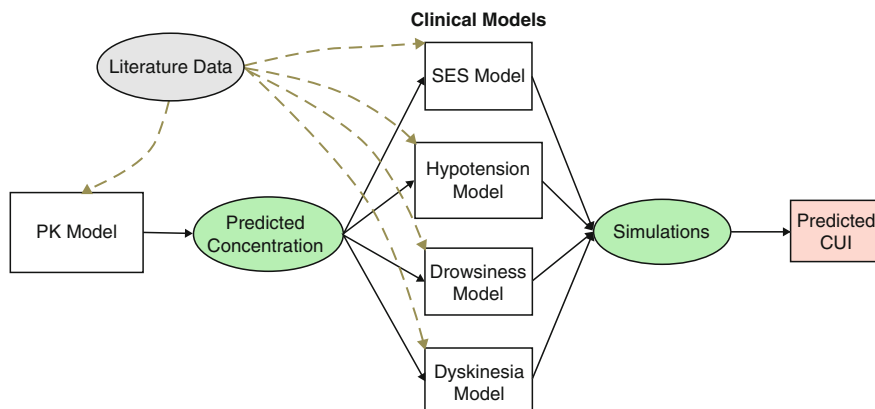 Clinical Models
Literature Data
SES Model
Hypotension
Model
PK Model
Predicted
Concentration
Simulations
Predicted
CUI
Drowsiness
Model
Dyskinesia
Model